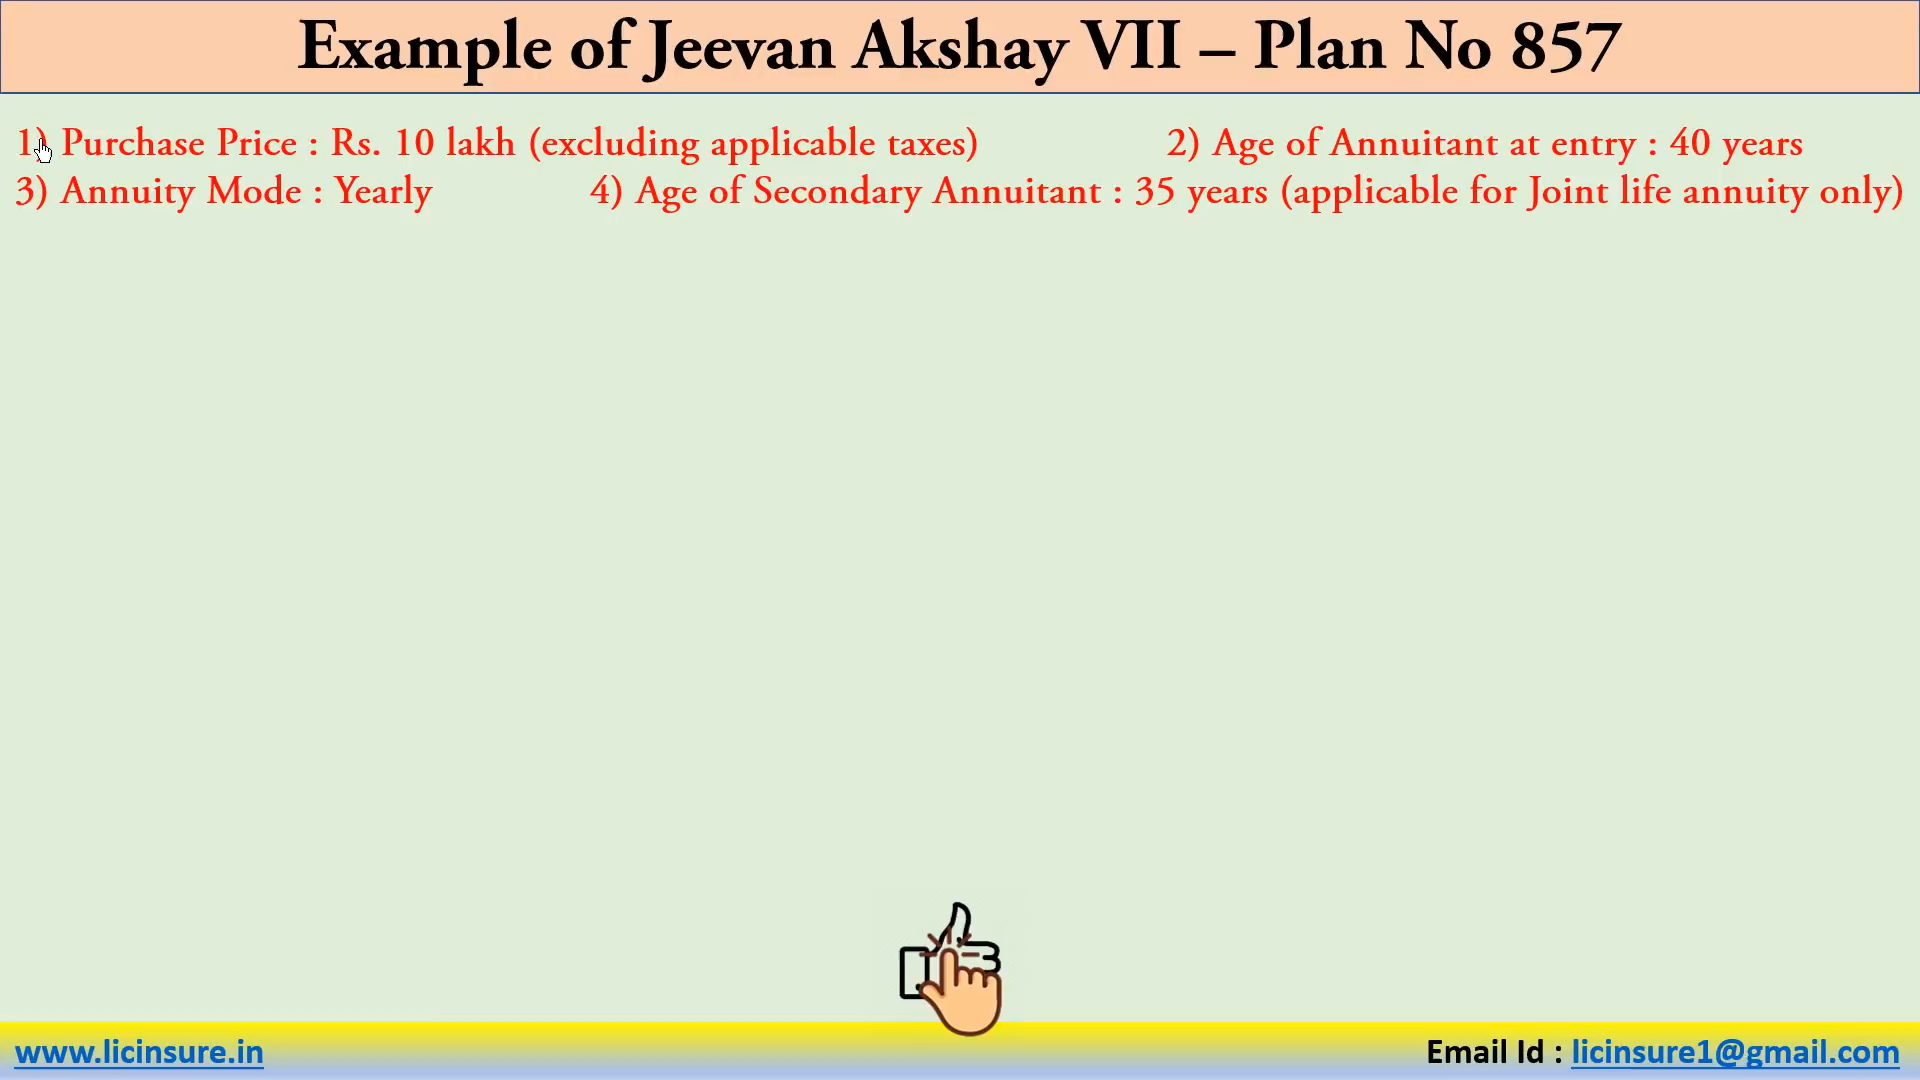 Example of Jeevan Akshay VII – Plan No 857
1) Purchase Price : Rs. 10 lakh (excluding applicable taxes) 2) Age of Annuitant at entry : 40 years
3) Annuity Mode : Yearly 4) Age of Secondary Annuitant : 35 years (applicable for Joint life annuity only)
www.licinsure.in Email Id : licinsure1@gmail.com